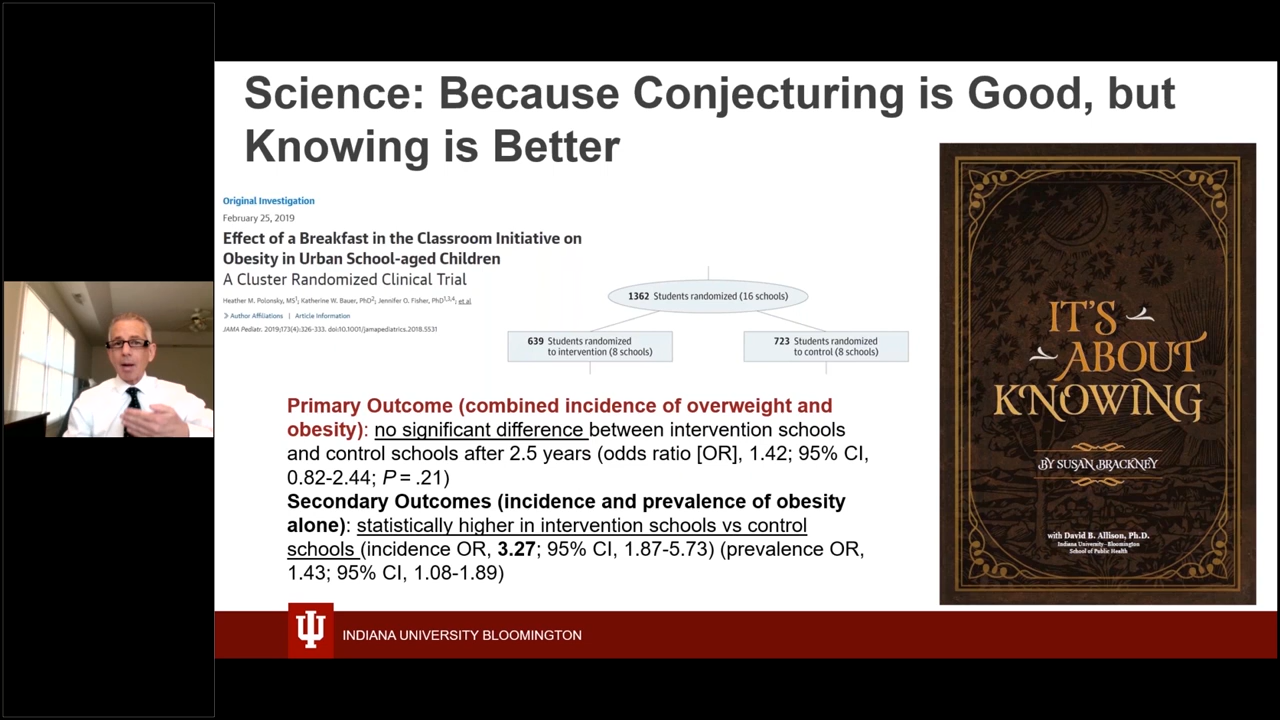 Science: Because Conjecturing is Good, but
Knowing is Better
Original Investigation
February 25, 2019
Effect of a Breakfast in the Classroom Initiative on
Obesity in Urban School-aged Children
A Cluster Randomized Clinical Trial
Heather M. Polonsky, MS1; Katherine W. Bauer, PhD2; Jennifer O. Fisher, PhD1,3,4; et al
Author Affiliations | Article Information
JAMA Pediatr. 2019;173(4):326-333. doi:10.1001/jamapediatrics.2018.5531
1362 Students randomized (16 schools)
639 Students randomized
to intervention (8 schools)
723 Students randomized
to control (8 schools)
Primary Outcome (combined incidence of overweight and
obesity): no significant difference between intervention schools
and control schools after 2.5 years (odds ratio [OR], 1.42; 95% CI,
0.82-2.44; P = .21)
Secondary Outcomes (incidence and prevalence of obesity
alone): statistically higher in intervention schools vs control
schools (incidence OR, 3.27; 95% CI, 1.87-5.73) (prevalence OR,
1.43; 95% CI, 1.08-1.89)
IT'S
ABOUT
KNOWING
BY SUSAN BRACKNEY
with David B. Allison, Ph.D.
Indiana University-Bloomington
School of Public Health
INDIANA UNIVERSITY BLOOMINGTON